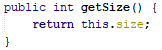 public int getSize() {
    return this.size;
}